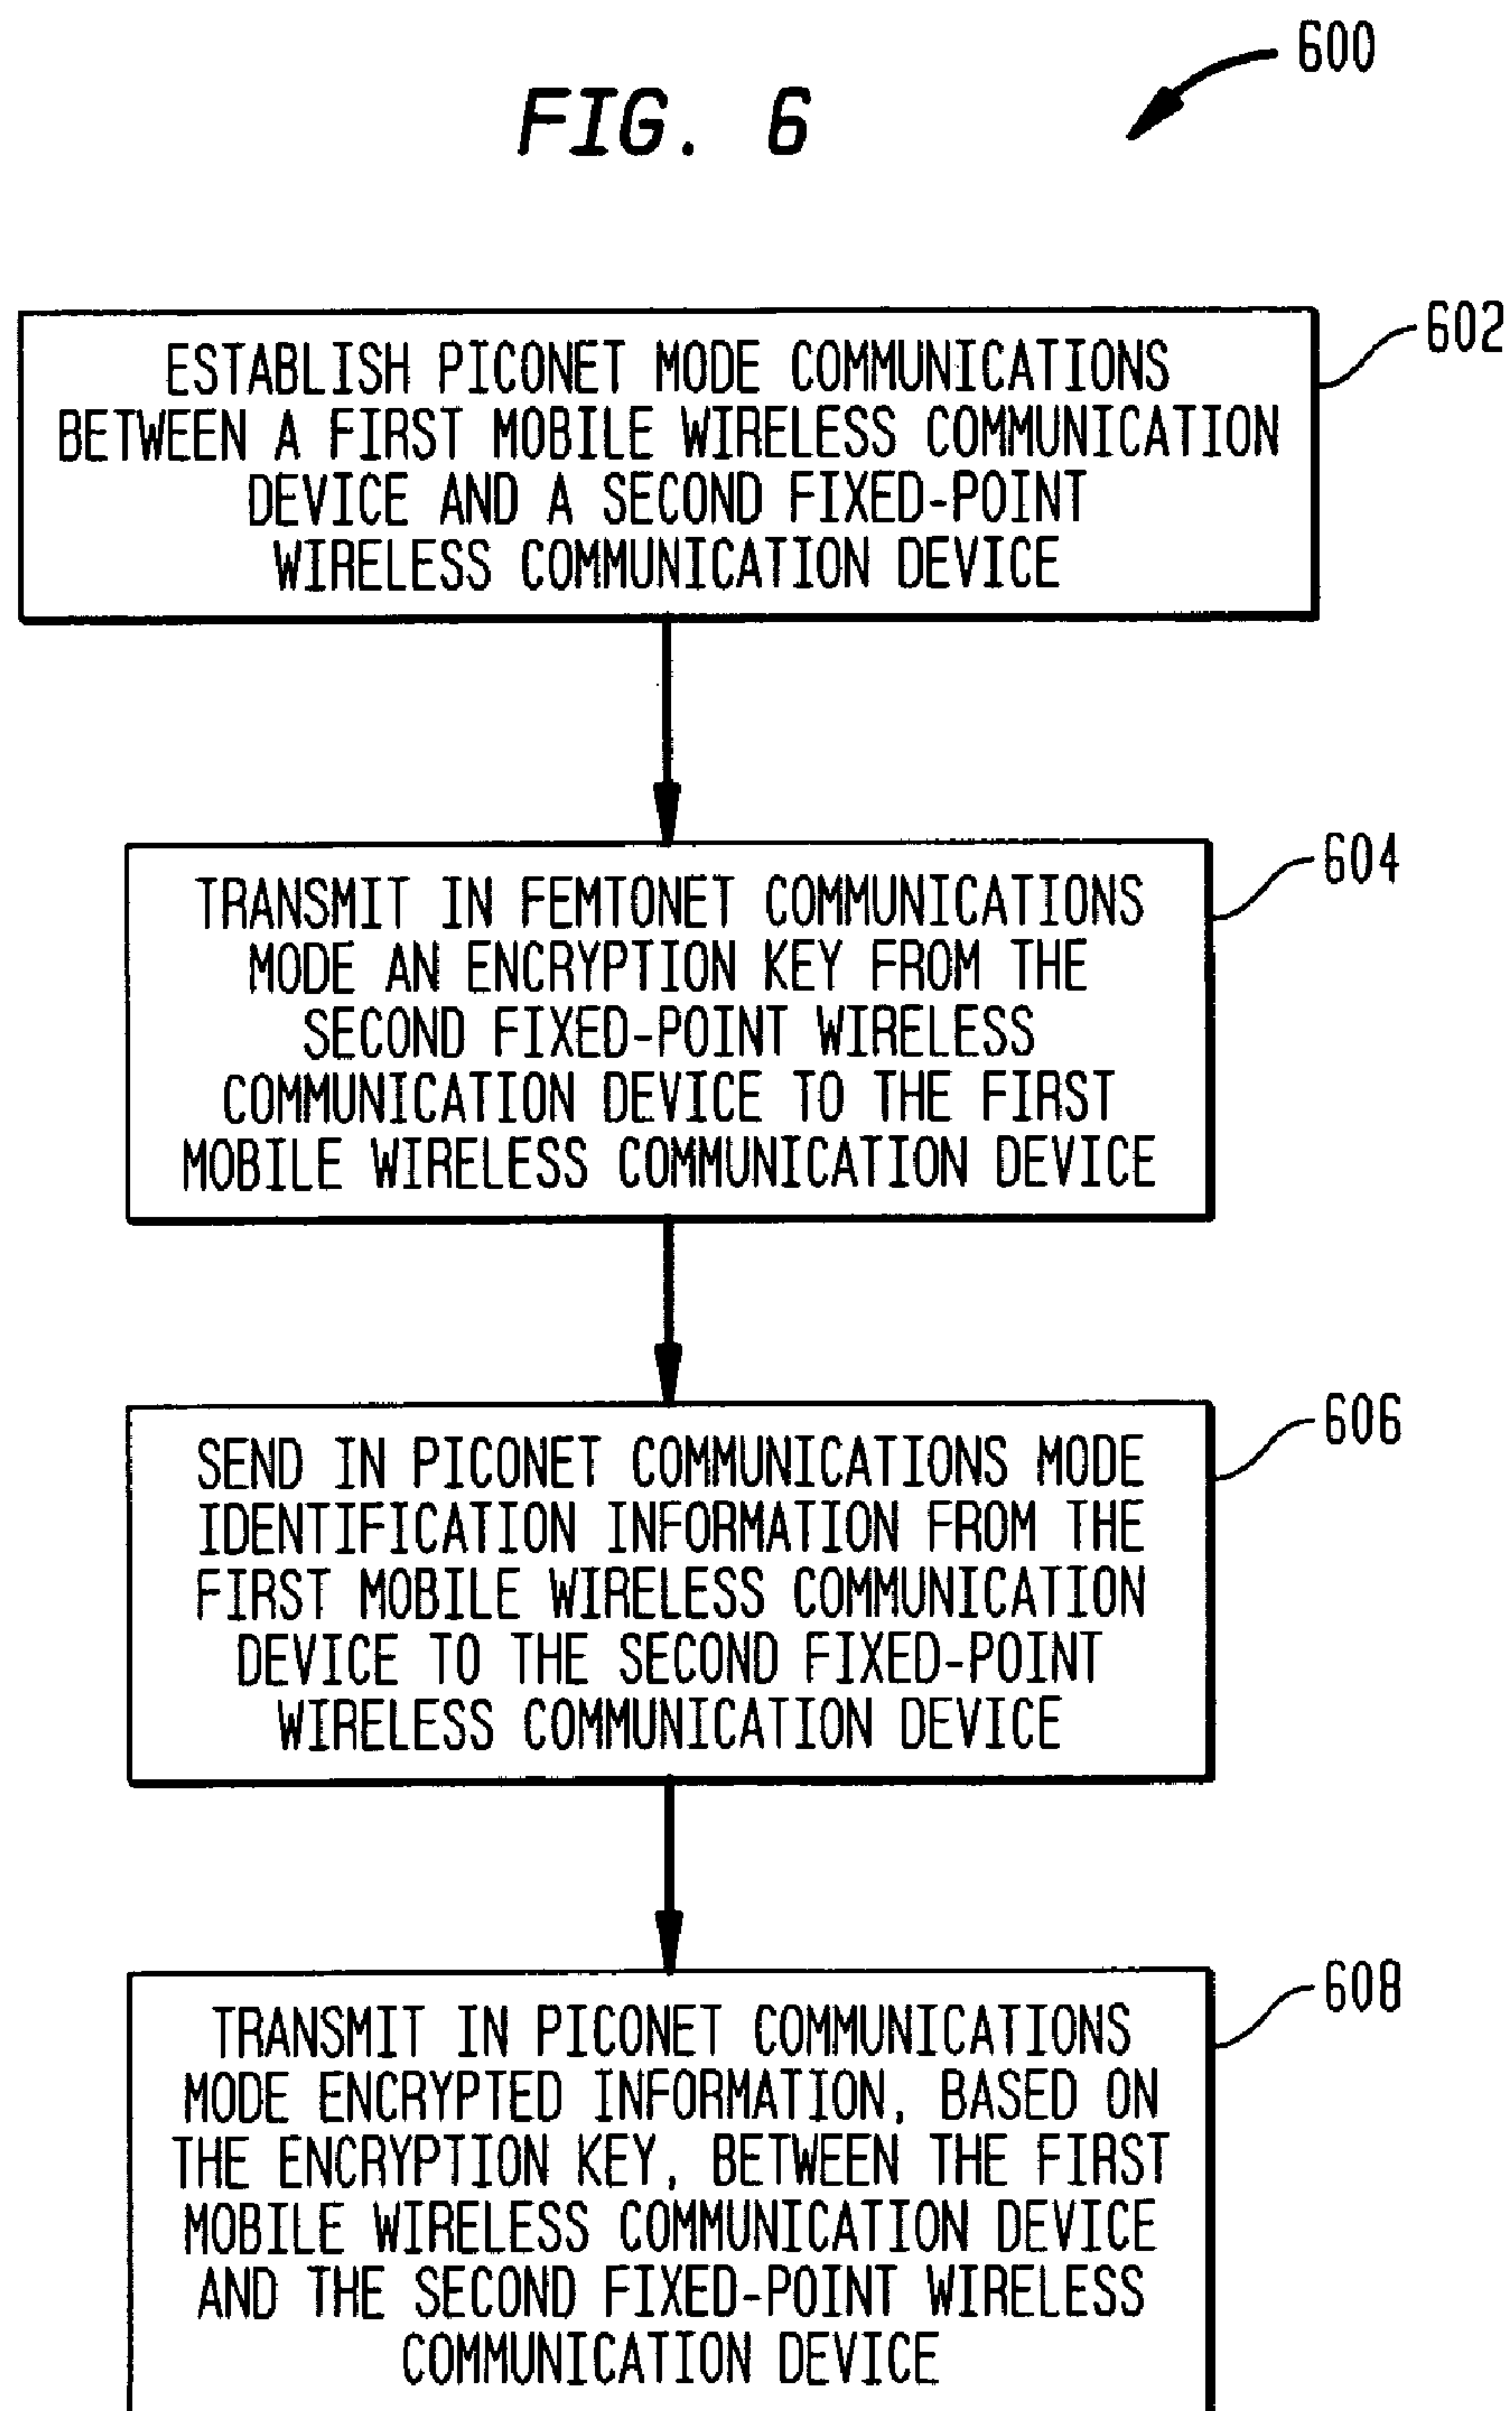 600
FIG. 6
602
ESTABLISH PICONET MODE COMMUNICATIONS
BETWEEN A FIRST MOBILE WIRELESS COMMUNICATION
DEVICE AND A SECOND FIXED-POINT
WIRELESS COMMUNICATION DEVICE
604
TRANSMIT IN FEMTONET COMMUNICATIONS
MODE AN ENCRYPTION KEY FROM THE
SECOND FIXED-POINT WIRELESS
COMMUNICATION DEVICE TO THE FIRST
MOBILE WIRELESS COMMUNICATION DEVICE
606
SEND IN PICONET COMMUNICATIONS MODE
IDENTIFICATION INFORMATION FROM THE
FIRST MOBILE WIRELESS COMMUNICATION
DEVICE TO THE SECOND FIXED-POINT
WIRELESS COMMUNICATION DEVICE
608
TRANSMIT IN PICONET COMMUNICATIONS
MODE ENCRYPTED INFORMATION, BASED ON
THE ENCRYPTION KEY, BETWEEN THE FIRST
MOBILE WIRELESS COMMUNICATION DEVICE
AND THE SECOND FIXED-POINT WIRELESS
COMMUNICATION DEVICE